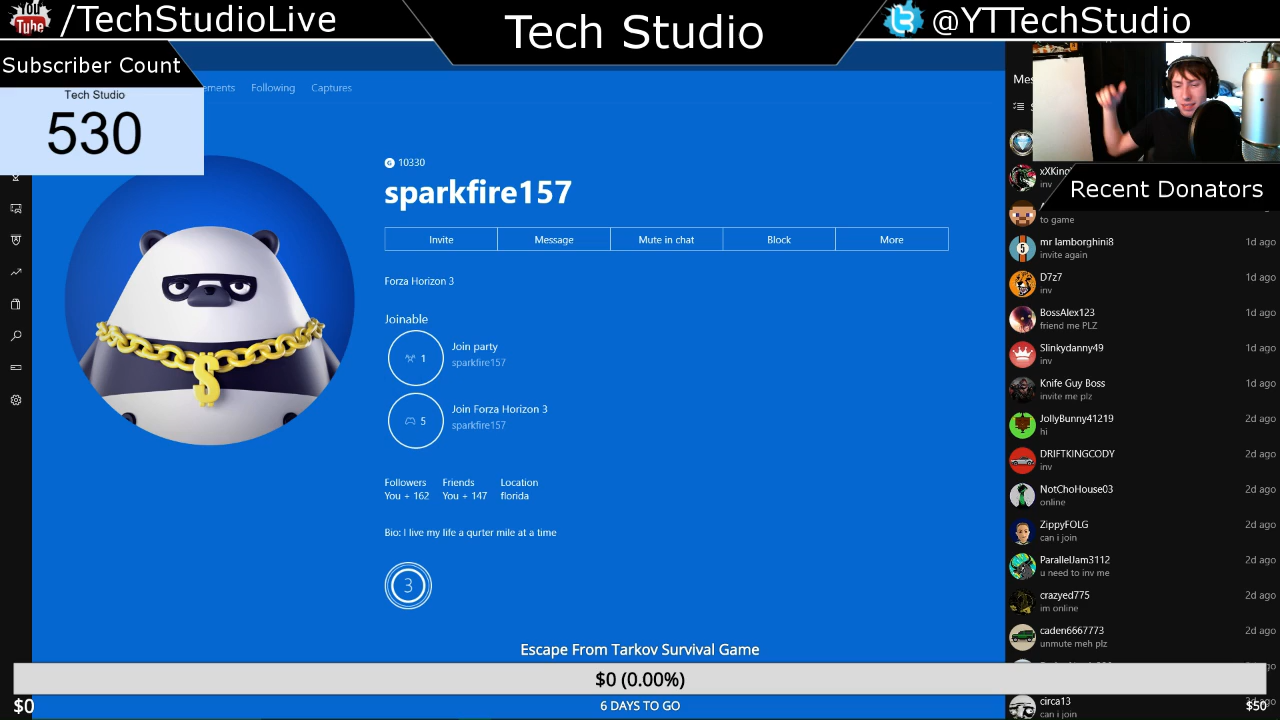 You Tube /TechStudioLive
Tech Studio
@YTTechStudio
Subscriber Count
Tech Studio
530
ements Following Captures
10330
sparkfire157
Invite Message Mute in chat Block More
Forza Horizon 3
Joinable
1 Join party
sparkfire157
5 Join Forza Horizon 3
sparkfire157
Followers Friends Location
You + 162 You + 147 florida
Bio: I live my life a qurter mile at a time
3
Mes
Recent Donators
xXKing
inv
to game
mr lamborghini8 1d ago
invite again
D7z7 1d ago
inv
BossAlex123 1d ago
friend me PLZ
Slinkydanny49 1d ago
inv
Knife Guy Boss 1d ago
invite me plz
JollyBunny41219 2d ago
hi
DRIFTKINGCODY 2d ago
inv
NotChoHouse03 2d ago
online
ZippyFOLG 2d ago
can i join
ParallelJam3112 2d ago
u need to inv me
crazyed775 2d ago
im online
caden6667773 2d ago
unmute meh plz
circa13
can i join
Escape From Tarkov Survival Game
$0 (0.00%)
$0 6 DAYS TO GO $50